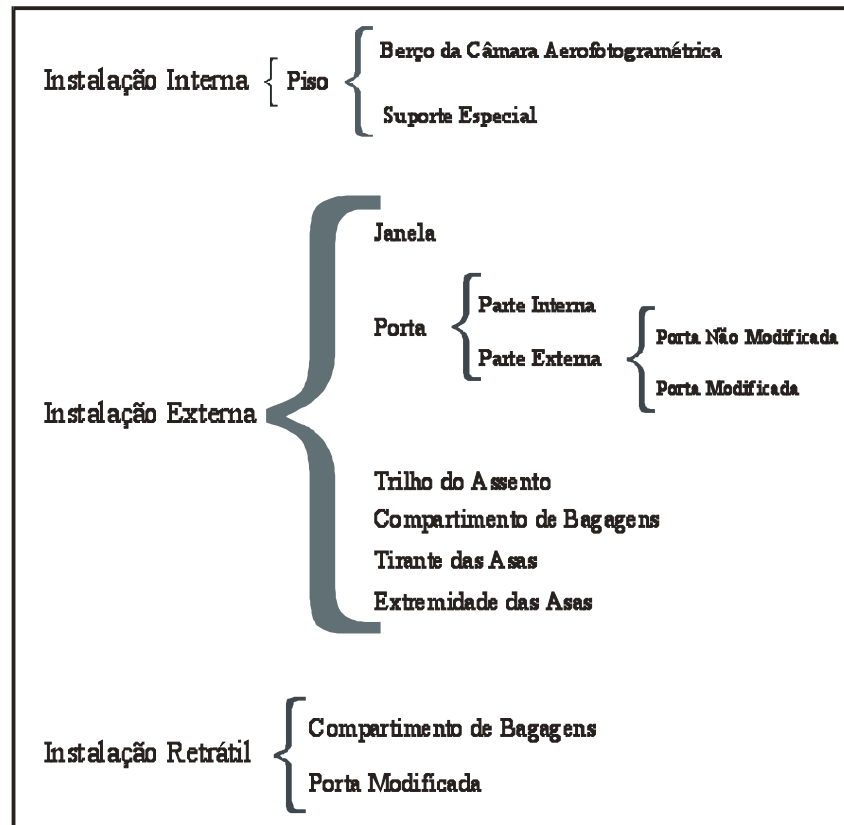 Berço da Câmara Aerofotogramétrica
Instalação Interna { Piso
Suporte Especial
Janela
Parte Interna
Porta
Porta Não Modificada
Parte Externa
Porta Modificada
Instalação Externa
Trilho do Assento
Compartimento de Bagagens
Tirante das Asas
Extremidade das Asas
Compartimento de Bagagens
Instalação Retrátil
Porta Modificada